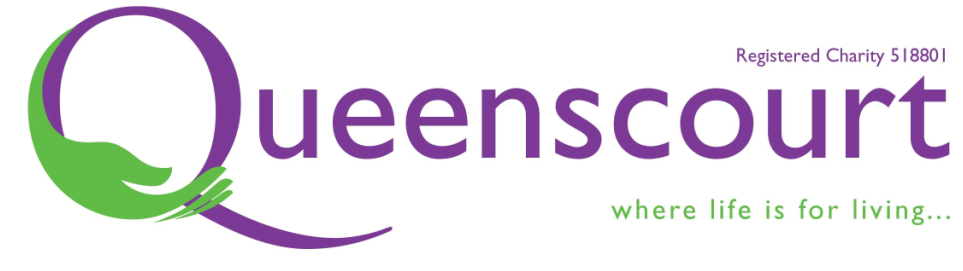 Registered Charity 518801
Queenscourt
where life is for living...